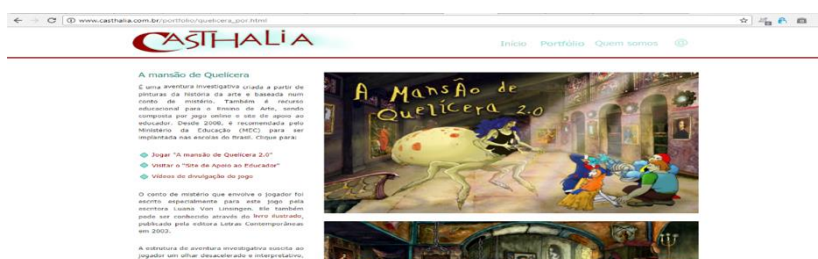 www.casthalia.com.br/portfolio/quelicera_por.html
CASTHALIA
Início Portfólio Quem somos @
A mansão de Quelícera
É uma aventura investigativa criada a partir de
pinturas da história da arte e baseada num
conto de mistério. Também é recurso
educacional para o Ensino de Arte, sendo
composta por jogo online e site de apoio ao
educador. Desde 2008, é recomendada pelo
Ministério da Educação (MEC) para ser
implantada nas escolas do Brasil. Clique para:
Jogar "A mansão de Quelícera 2.0"
Visitar o "Site de Apoio ao Educador"
Vídeos de divulgação do jogo
O conto de mistério que envolve o jogador foi
escrito especialmente para este jogo pela
escritora Luana Von Linsingen. Ele também
pode ser conhecido através do livro ilustrado,
publicado pela editora Letras Contemporâneas
em 2003.
A estrutura de aventura investigativa suscita ao
jogador um olhar desacelerado e interpretativo,
A Mansão de
Quelícera 2.0